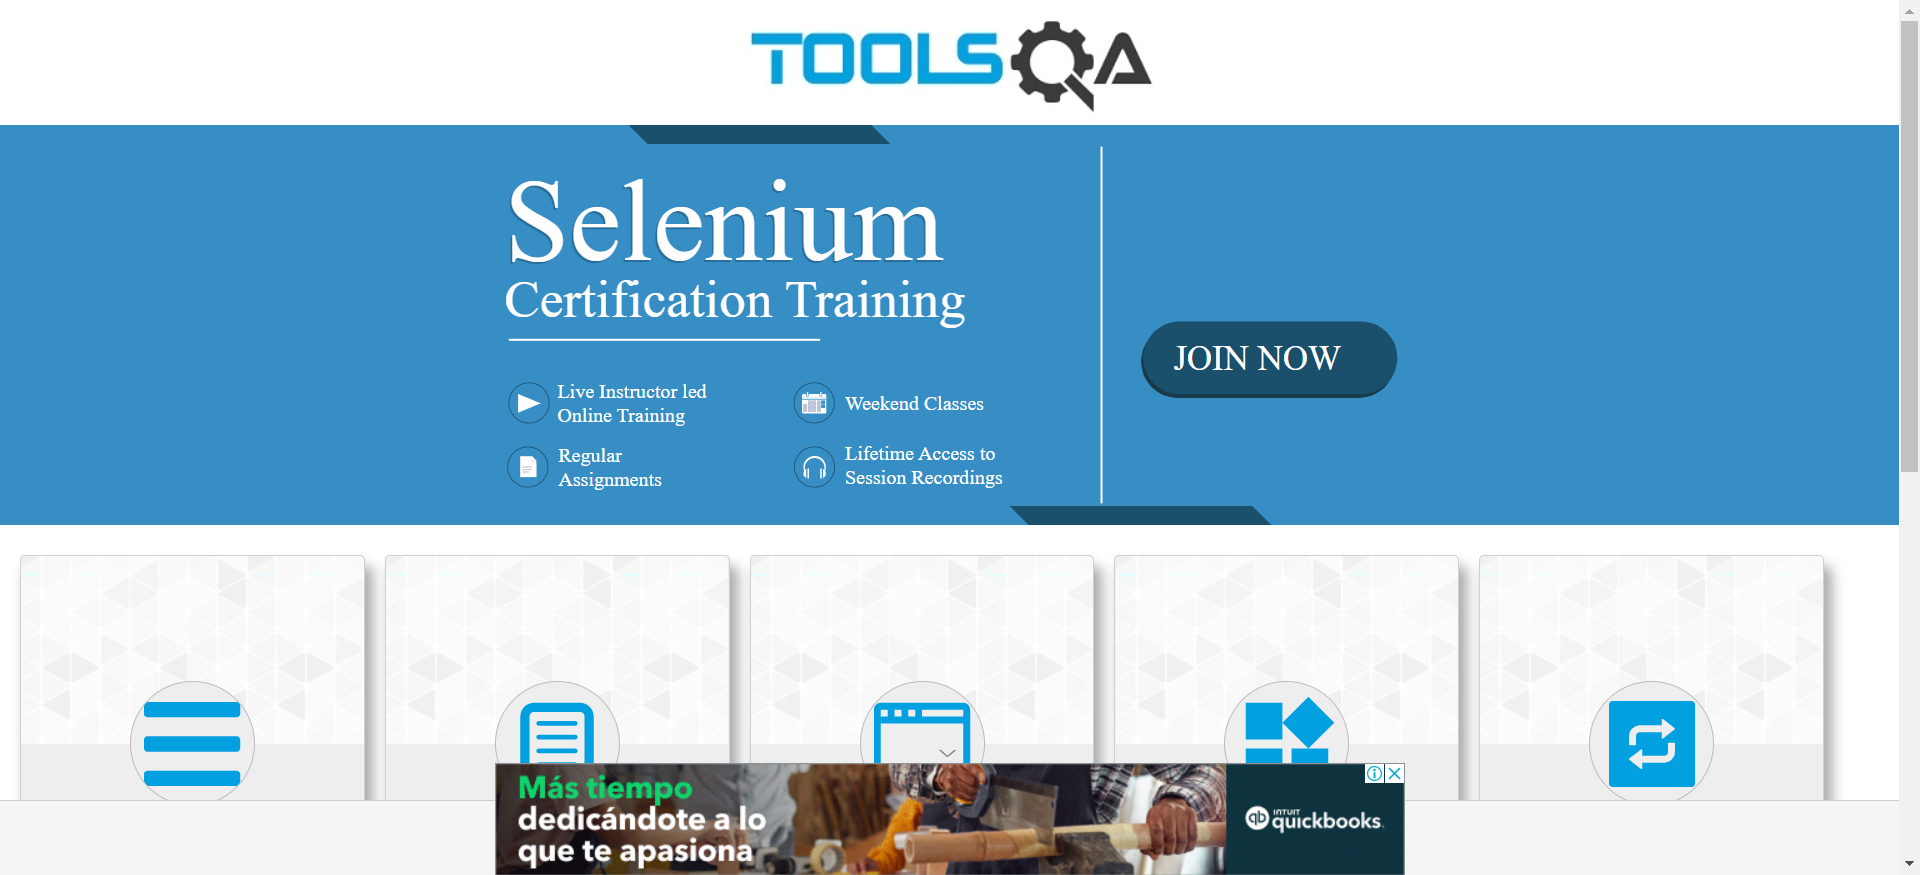 TOOLSQA
Selenium
Certification Training
JOIN NOW
Live Instructor led
Online Training
Weekend Classes
Regular
Assignments
Lifetime Access to
Session Recordings
Más tiempo
dedicándote a lo
que te apasiona
qb INTUIT
quickbooks.